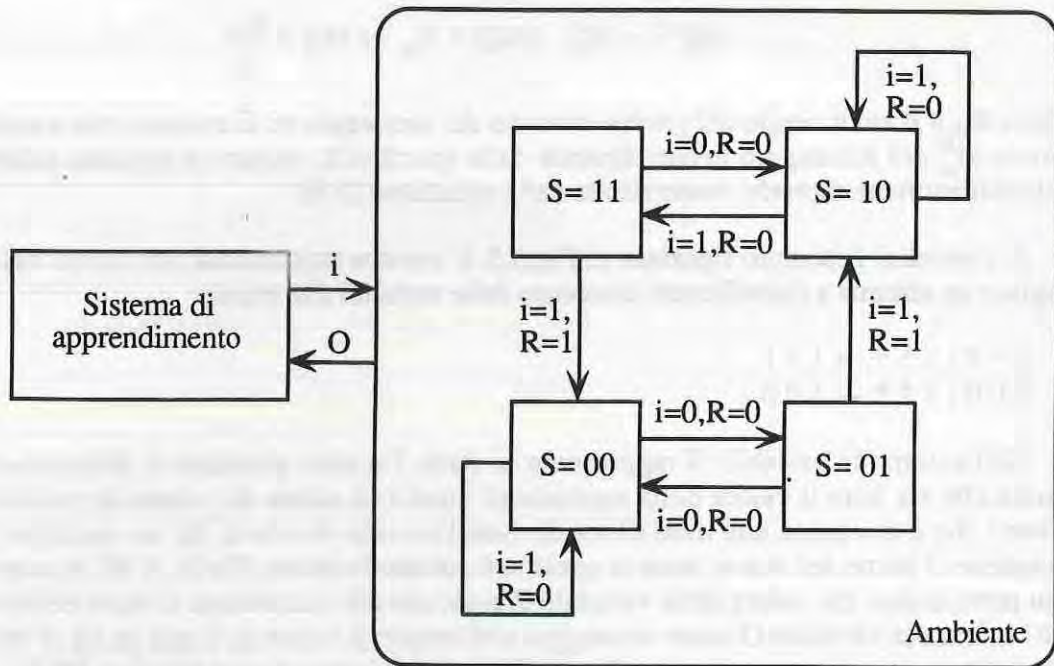 i=1,
R=0
i=0,R=0
S= 11
S= 10
i=1,R=0
i
Sistema di
apprendimento
O
i=1,
R=1
i=1,
R=1
i=0,R=0
S= 00
S= 01
i=0,R=0
i=1,
R=0
Ambiente